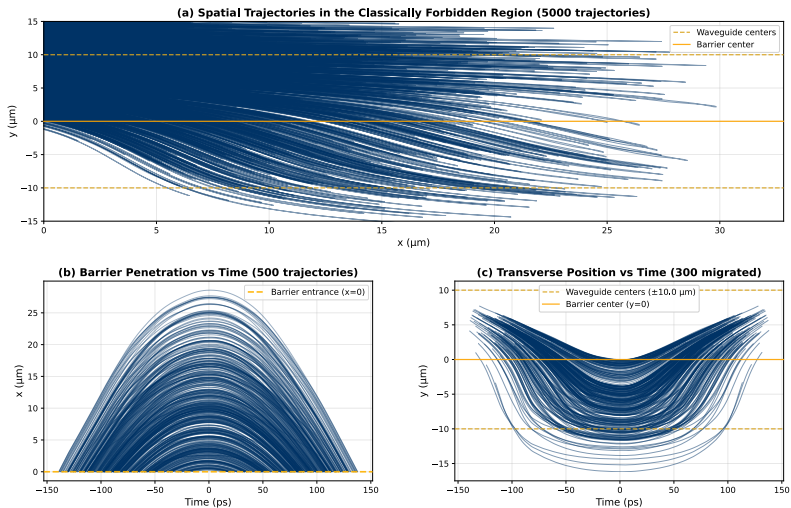 (a) Spatial Trajectories in the Classically Forbidden Region (5000 trajectories)
15
10
5
0
−5
−10
−15
y (μm)
Waveguide centers
Barrier center
0
5
10
15
20
25
30
x (μm)
(b) Barrier Penetration vs Time (500 trajectories)
25
20
15
10
5
0
x (μm)
Barrier entrance (x=0)
−150
−100
−50
0
50
100
150
Time (ps)
(c) Transverse Position vs Time (300 migrated)
10
5
0
−5
−10
−15
y (μm)
Waveguide centers (±10.0 μm)
Barrier center (y=0)
−150
−100
−50
0
50
100
150
Time (ps)